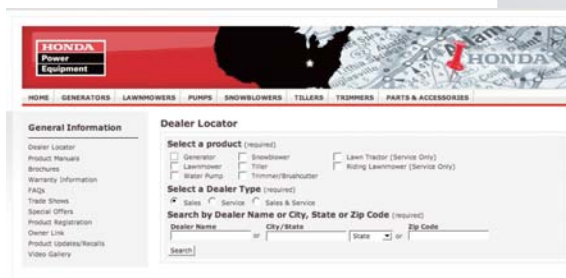 HONDA
Power
Equipment
HONDA
HOME GENERATORS LAWNMOWERS PUMPS SNOWBLOWERS TILLERS TRIMMERS PARTS & ACCESSORIES
General Information
Dealer Locator
Product Manuals
Brochures
Warranty Information
FAQs
Trade Shows
Special Offers
Product Registration
Owner Link
Product Updates/Recalls
Video Gallery
Dealer Locator
Select a product (required)
Generator Snowblower Lawn Tractor (Service Only)
Lawnmower Tiller Riding Lawnmower (Service Only)
Water Pump Trimmer/Brushcutter
Select a Dealer Type (required)
Sales Service Sales & Service
Search by Dealer Name or City, State or Zip Code (required)
Dealer Name City/State Zip Code
or State or
Search